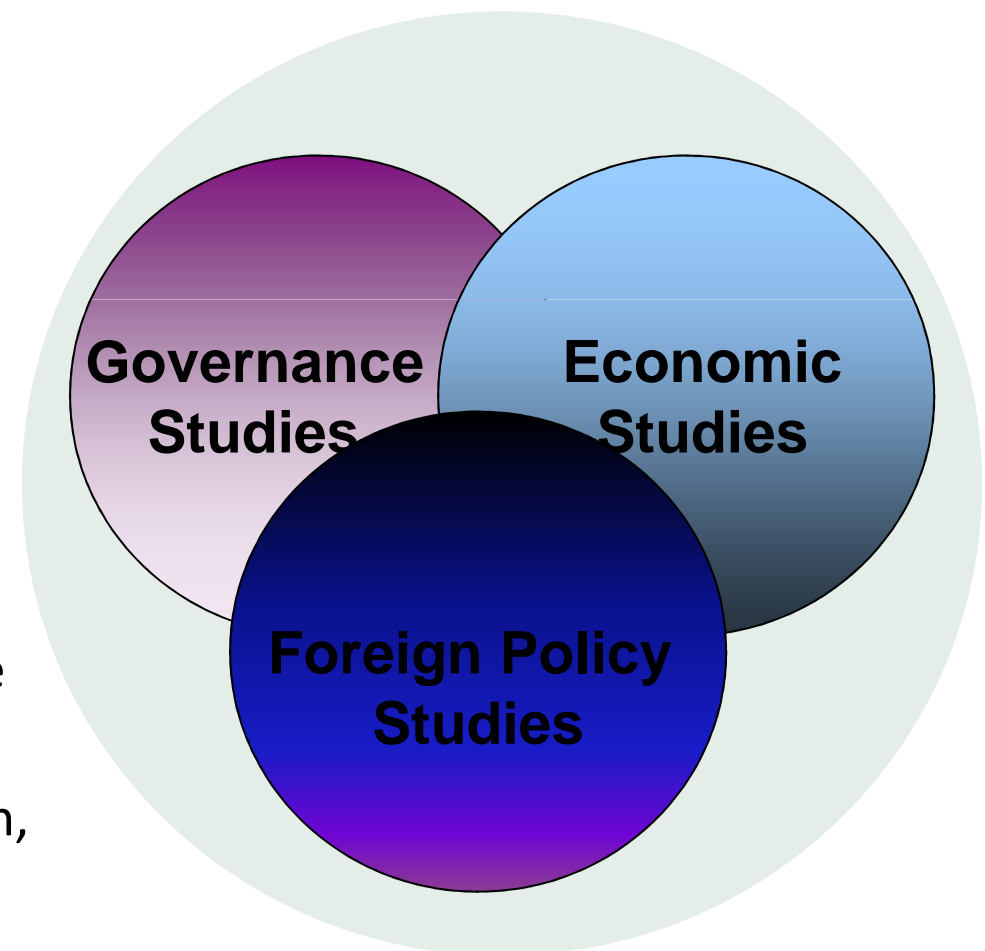 Governance
Studies
Economic
Studies
Foreign Policy
Studies